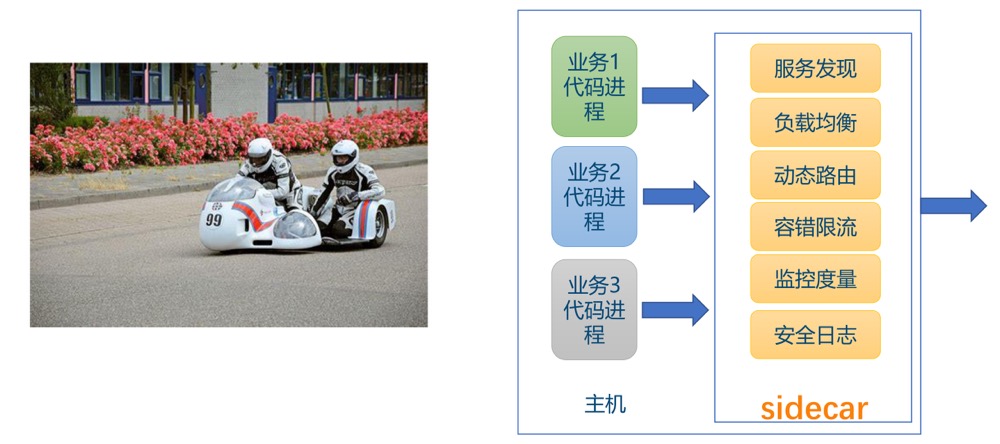 99
业务1
代码进
程
业务2
代码进
程
业务3
代码进
程
主机
服务发现
负载均衡
动态路由
容错限流
监控度量
安全日志
sidecar